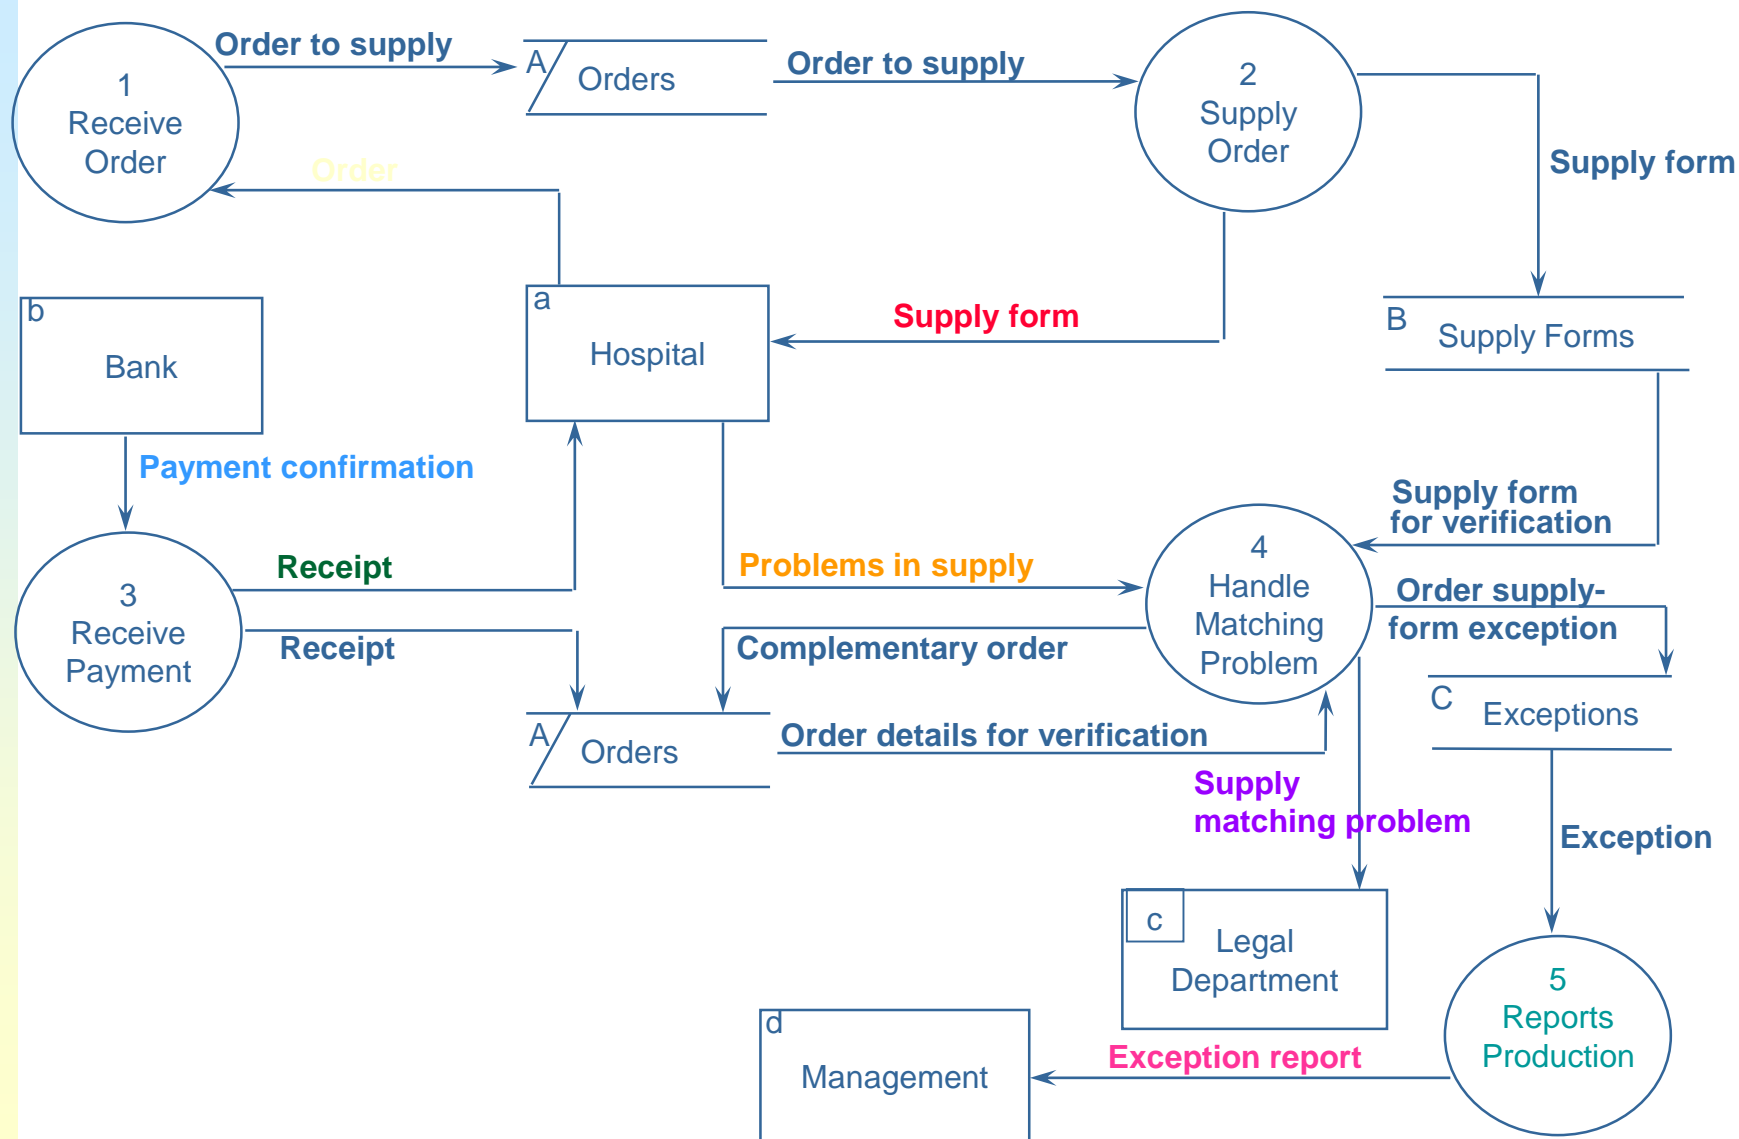 Order to supply
A
Orders
Order to supply
1
Receive
Order
2
Supply
Order
Order
Supply form
b
Bank
a
Hospital
Supply form
B
Supply Forms
Payment confirmation
Supply form
for verification
3
Receive
Payment
Receipt
Receipt
Problems in supply
Complementary order
4
Handle
Matching
Problem
Order supply-
form exception
A
Orders
Order details for verification
C
Exceptions
Supply
matching problem
Exception
c
Legal
Department
5
Reports
Production
d
Management
Exception report